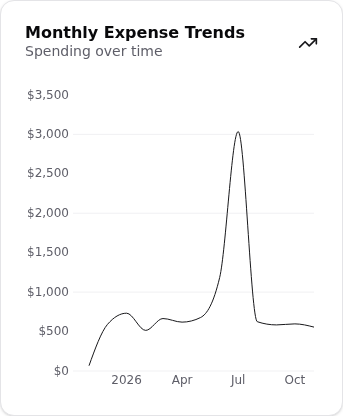 Monthly Expense Trends
Spending over time
$3,500
$3,000
$2,500
$2,000
$1,500
$1,000
$500
$0
2026 Apr Jul Oct